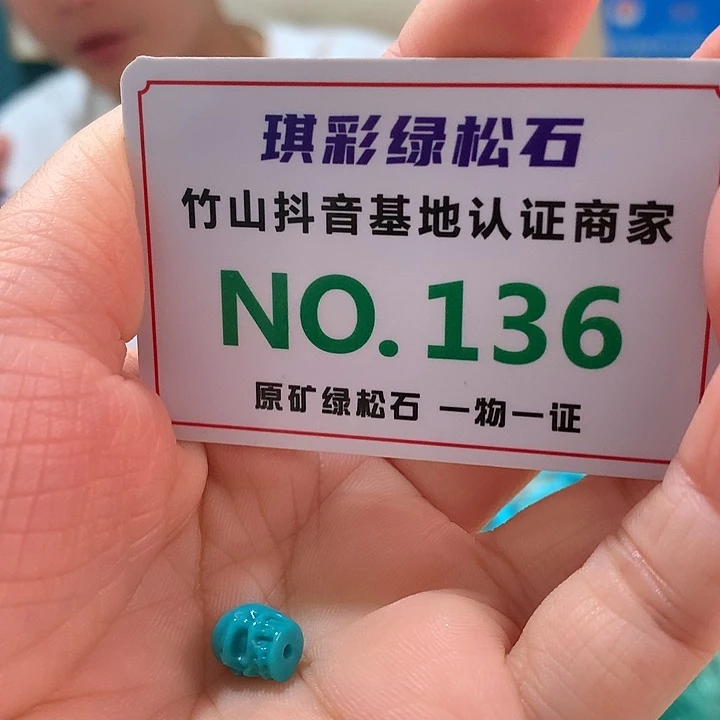 琪彩绿松石
竹山抖音基地认证商家
NO.136
原矿绿松石 一物一证